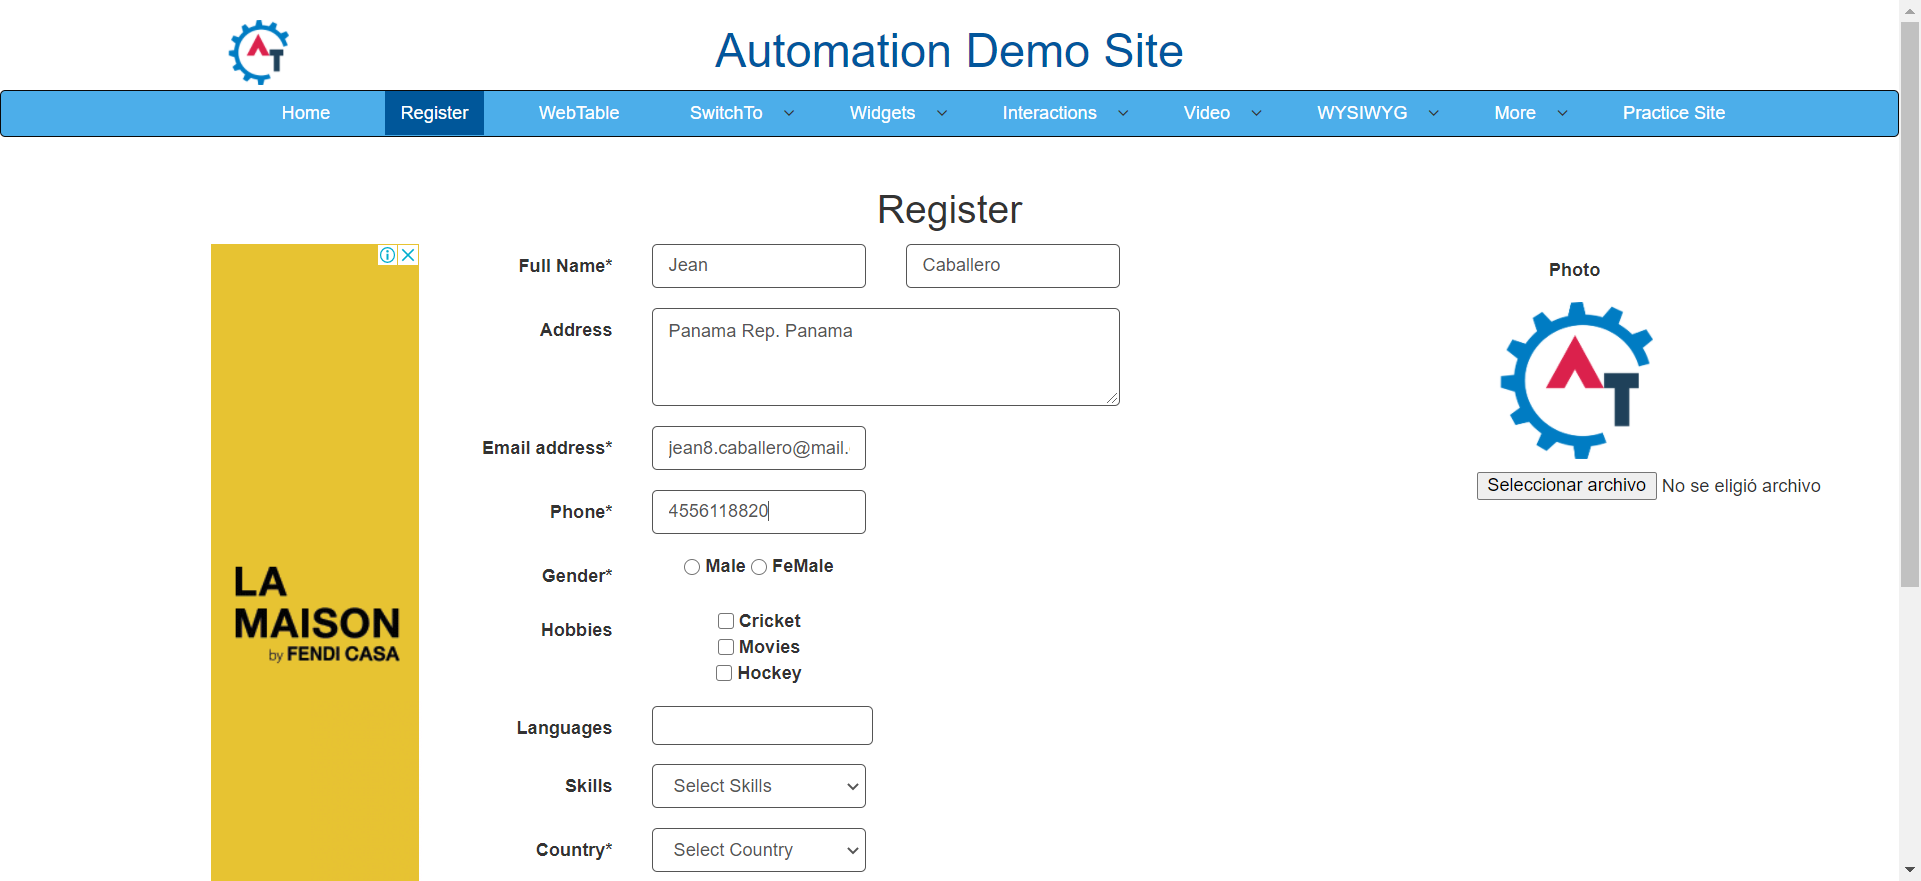 AT
Automation Demo Site
Home Register WebTable SwitchTo Widgets Interactions Video WYSIWYG More Practice Site
Register
Full Name* Jean Caballero
Photo
Address Panama Rep. Panama
AT
Email address* jean8.caballero@mail.
Seleccionar archivo No se eligió archivo
Phone* 4556118820
Gender* Male FeMale
Hobbies Cricket
Movies
Hockey
Languages
Skills Select Skills
Country* Select Country
LA
MAISON
by FENDI CASA